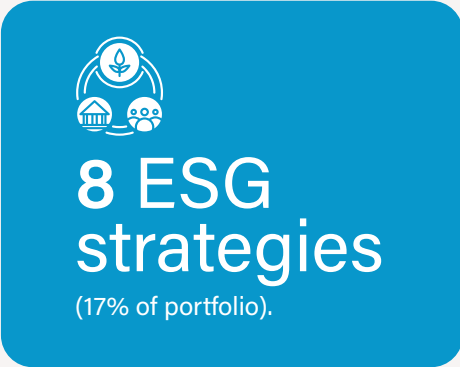 8 ESG
strategies
(17% of portfolio).